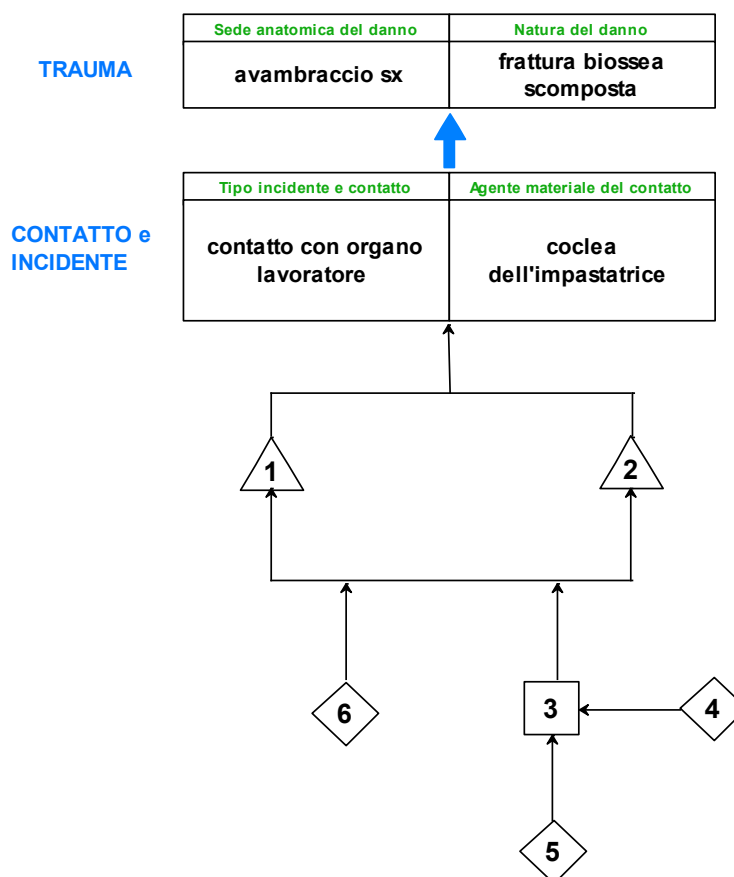 Sede anatomica del danno
Natura del danno
TRAUMA
avambraccio sx
frattura biossea
scomposta
Tipo incidente e contatto
Agente materiale del contatto
CONTATTO e
INCIDENTE
contatto con organo
lavoratore
coclea
dell'impastatrice
1
2
6
3
4
5